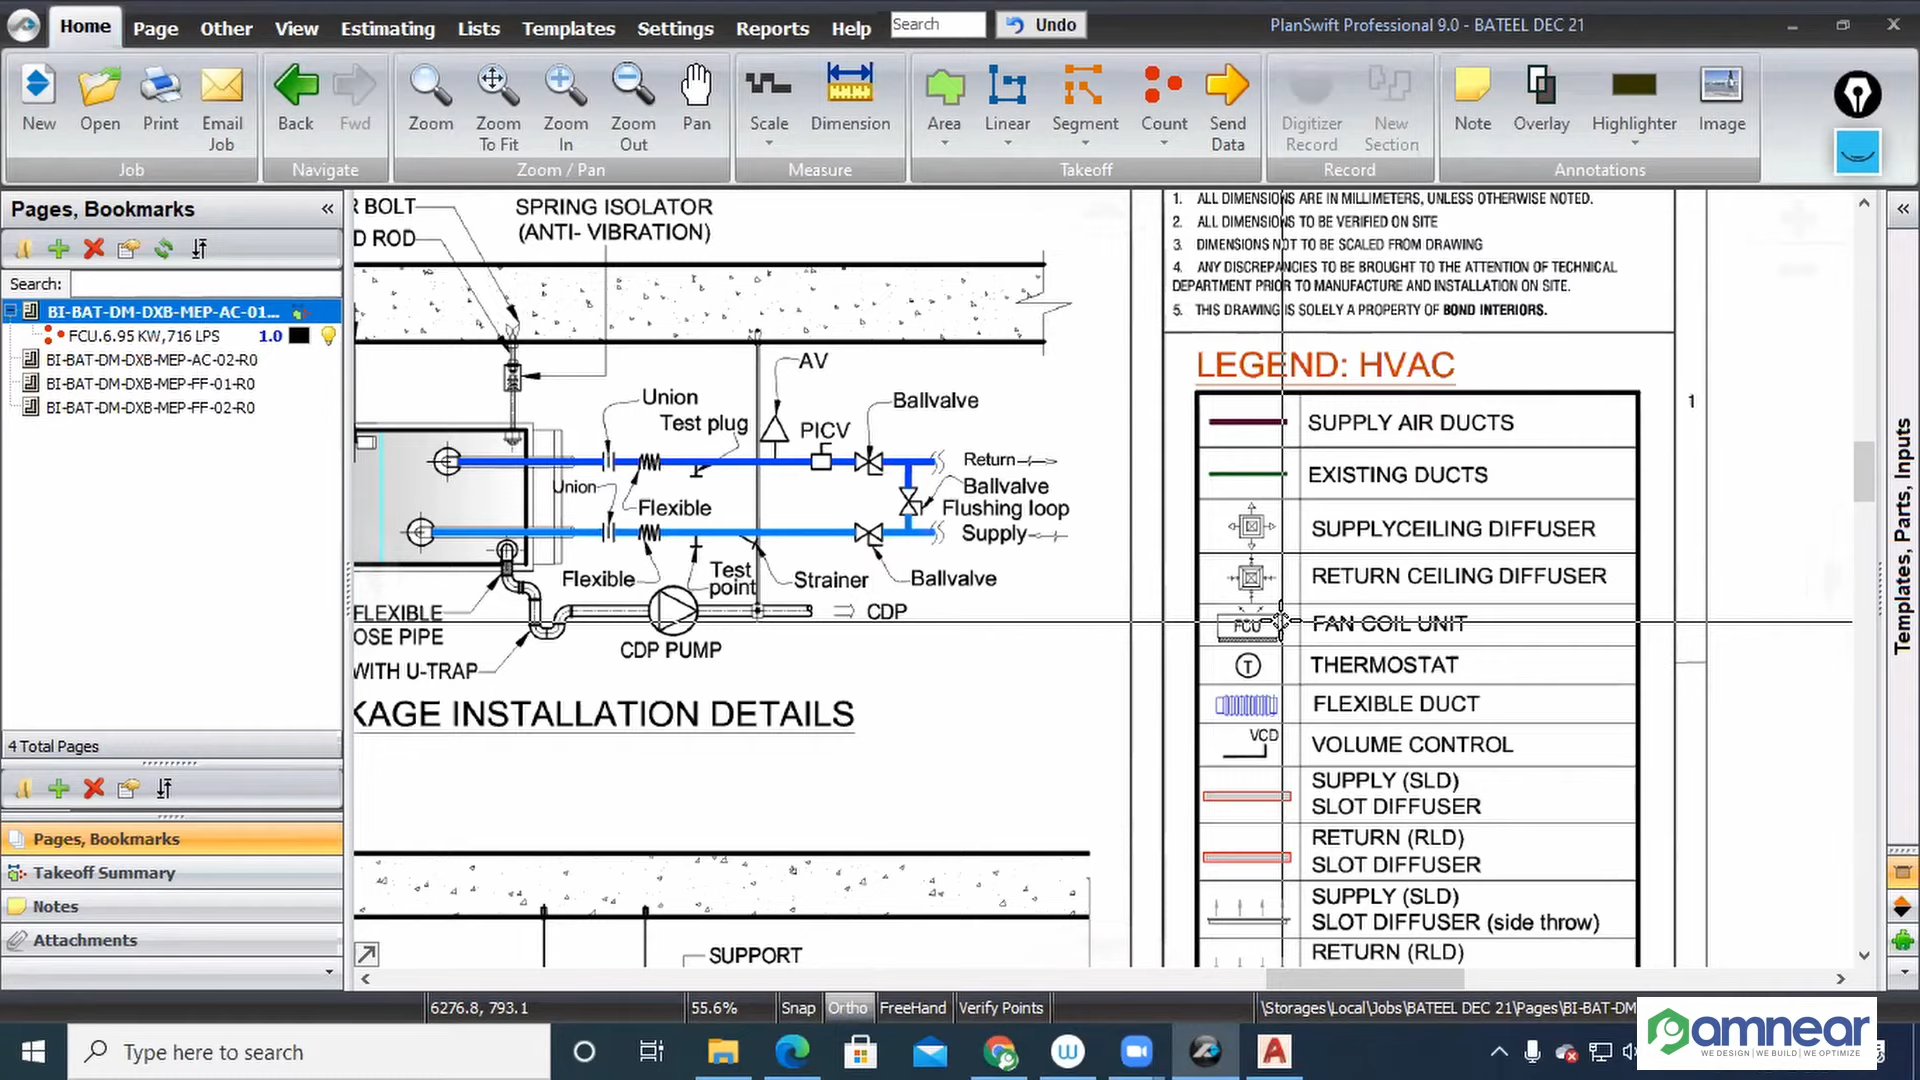 Home
Page
Other
View
Estimating
Lists
Templates
Settings
Reports
Help
Search
Undo
PlanSwift Professional 9.0 - BATEEL DEC 21
New
Open
Print
Email Job
Back
Fwd
Zoom
Zoom To Fit
Zoom In
Zoom Out
Pan
Scale
Dimension
Area
Linear
Segment
Count
Send Data
Digitizer Record
New Section
Note
Overlay
Highlighter
Image
Job
Navigate
Zoom / Pan
Measure
Takeoff
Record
Annotations
Pages, Bookmarks
Search:
BI-BAT-DM-DXB-MEP-AC-01...
FCU.6.95 KW,716 LPS 1.0
BI-BAT-DM-DXB-MEP-AC-02-R0
BI-BAT-DM-DXB-MEP-FF-01-R0
BI-BAT-DM-DXB-MEP-FF-02-R0
4 Total Pages
Pages, Bookmarks
Takeoff Summary
Notes
Attachments
R BOLT
D ROD
SPRING ISOLATOR
(ANTI- VIBRATION)
AV
Union
Test plug
PICV
Ballvalve
Return
Union
Flexible
Ballvalve
Flushing loop
Supply
Flexible
Test
point
Strainer
Ballvalve
CDP
FLEXIBLE
OSE PIPE
WITH U-TRAP
CDP PUMP
KAGE INSTALLATION DETAILS
SUPPORT
1. ALL DIMENSIONS ARE IN MILLIMETERS, UNLESS OTHERWISE NOTED.
2. ALL DIMENSIONS TO BE VERIFIED ON SITE
3. DIMENSIONS NOT TO BE SCALED FROM DRAWING
4. ANY DISCREPANCIES TO BE BROUGHT TO THE ATTENTION OF TECHNICAL
DEPARTMENT PRIOR TO MANUFACTURE AND INSTALLATION ON SITE.
5. THIS DRAWING IS SOLELY A PROPERTY OF BOND INTERIORS.
LEGEND: HVAC
1
SUPPLY AIR DUCTS
EXISTING DUCTS
SUPPLYCEILING DIFFUSER
RETURN CEILING DIFFUSER
FCU FAN COIL UNIT
T THERMOSTAT
FLEXIBLE DUCT
VCD VOLUME CONTROL
SUPPLY (SLD)
SLOT DIFFUSER
RETURN (RLD)
SLOT DIFFUSER
SUPPLY (SLD)
SLOT DIFFUSER (side throw)
RETURN (RLD)
Templates, Parts, Inputs
6276.8, 793.1
55.6%
Snap
Ortho
FreeHand
Verify Points
\Storages\Local\Jobs\BATEEL DEC 21\Pages\BI-BAT-DM
Type here to search
amnear
WE DESIGN | WE BUILD | WE OPTIMIZE